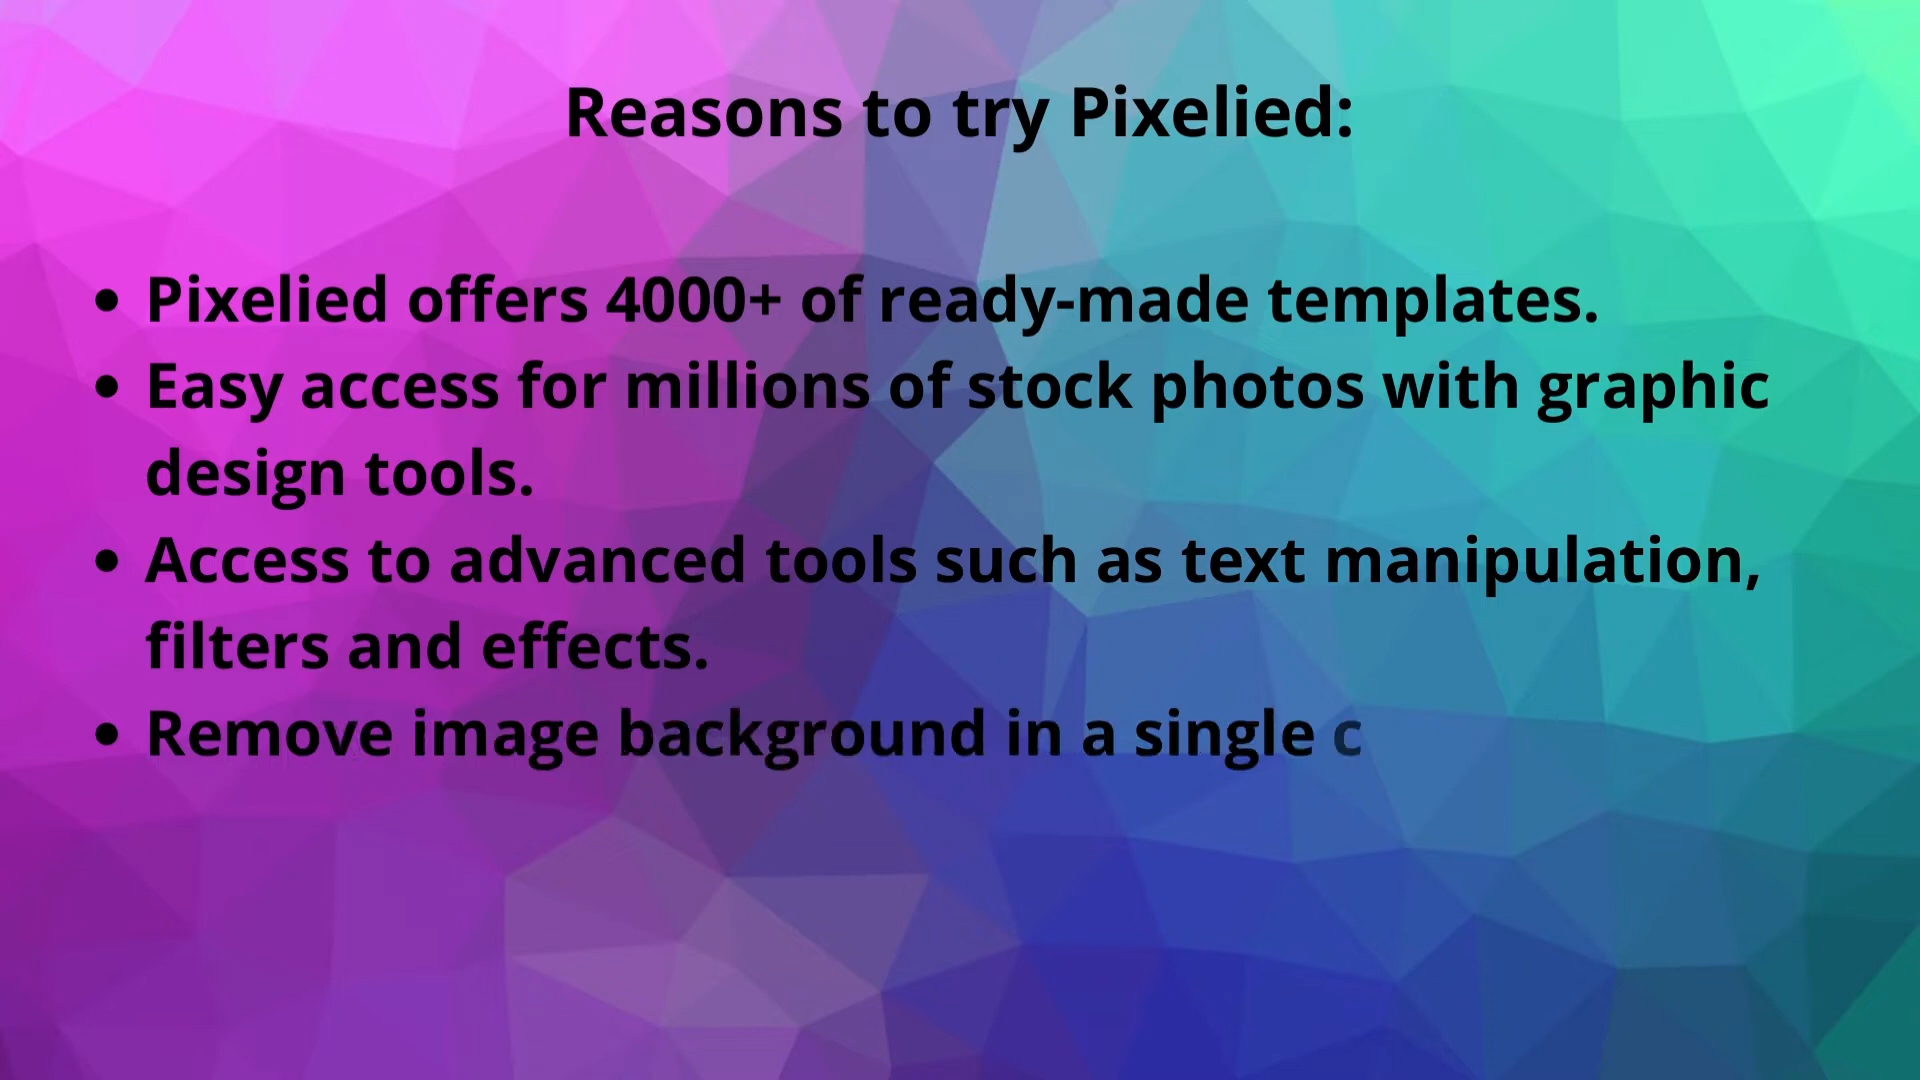 Reasons to try Pixelied:
• Pixelied offers 4000+ of ready-made templates.
• Easy access for millions of stock photos with graphic
design tools.
• Access to advanced tools such as text manipulation,
filters and effects.
• Remove image background in a single c